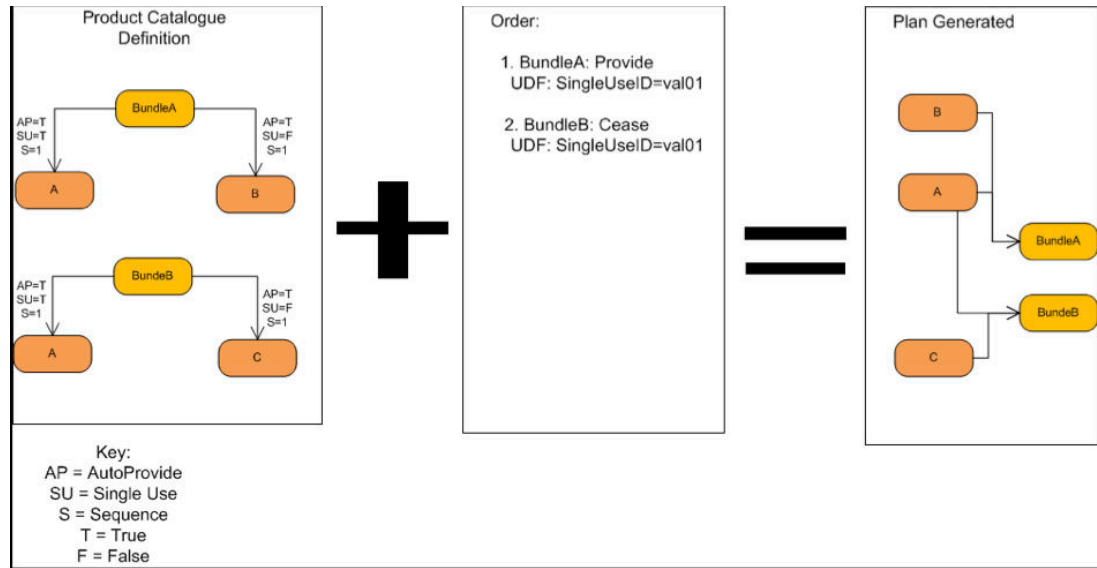 Product Catalogue
Definition
BundleA
AP=T
SU=T
S=1
AP=T
SU=F
S=1
A
B
BundeB
AP=T
SU=T
S=1
AP=T
SU=F
S=1
A
C
Key:
AP = AutoProvide
SU = Single Use
S = Sequence
T = True
F = False
Order:
1. BundleA: Provide
UDF: SingleUseID=val01
2. BundleB: Cease
UDF: SingleUseID=val01
Plan Generated
B
A
BundleA
BundeB
C